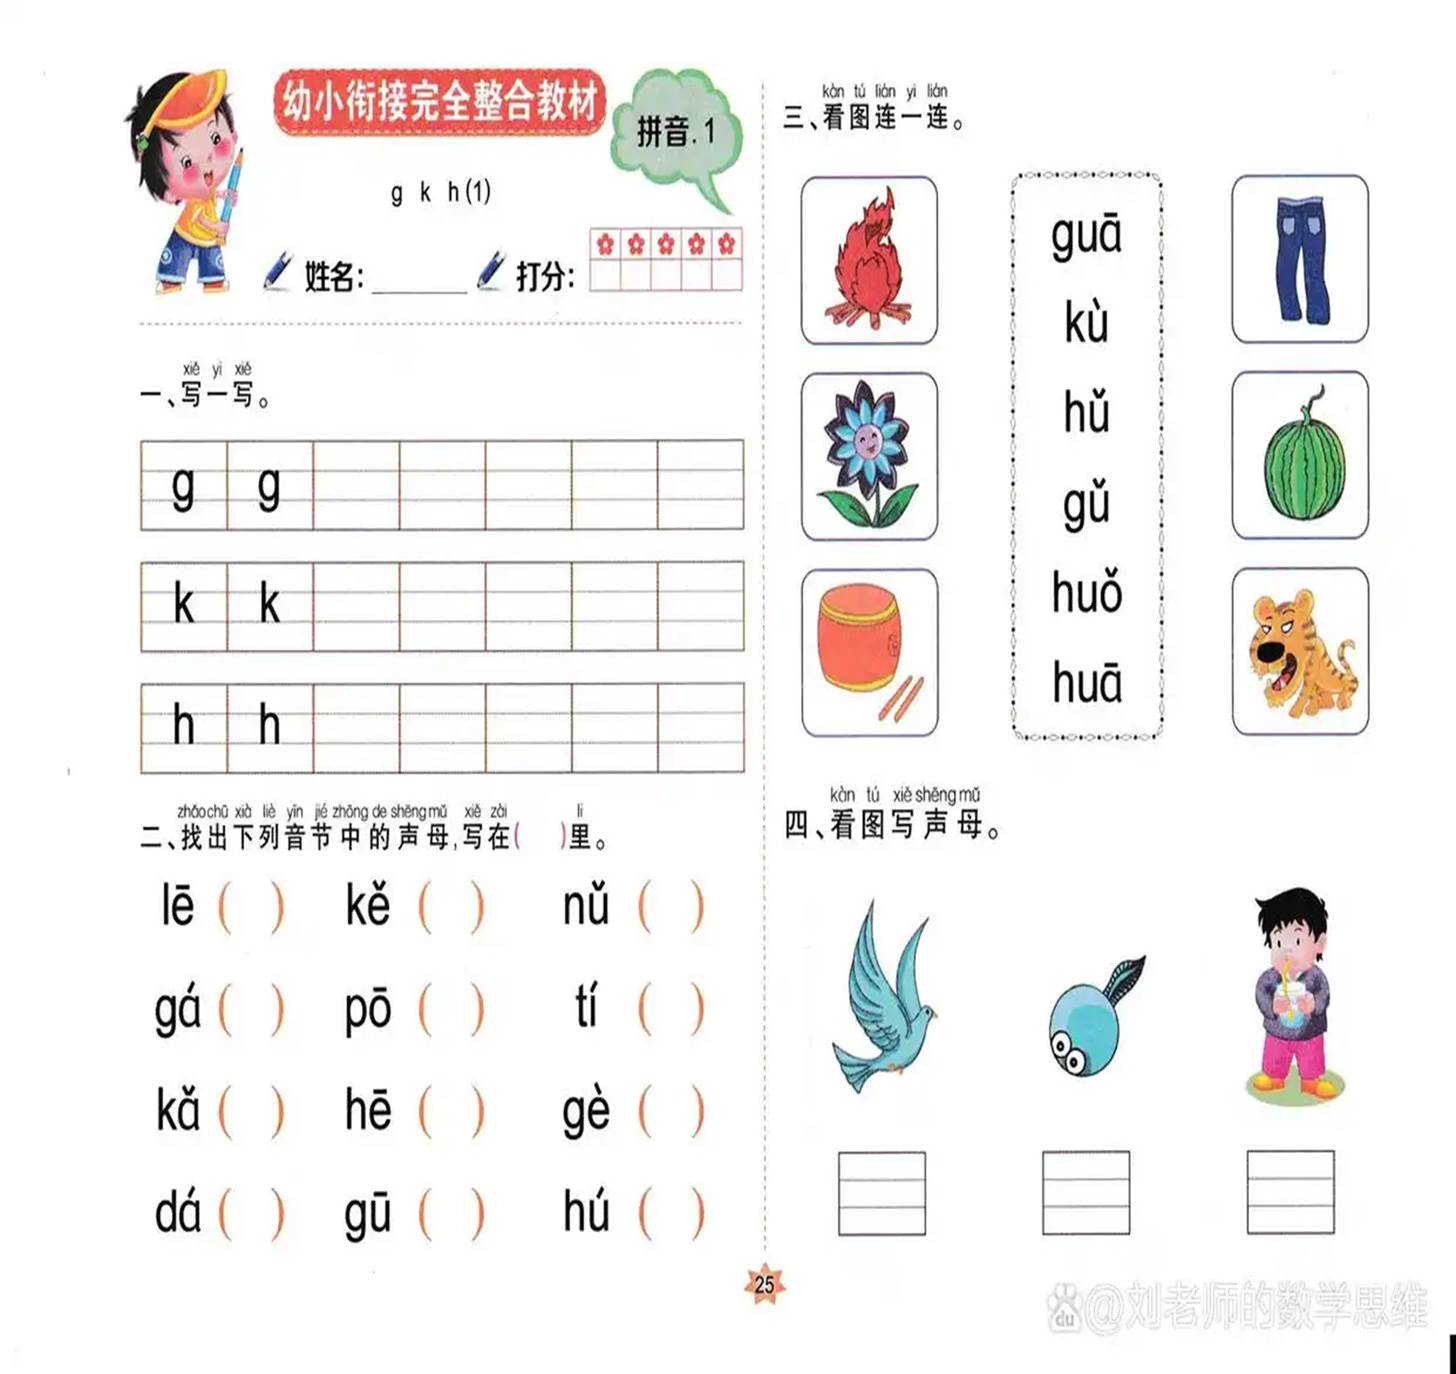 幼小衔接完全整合教材
拼音.1
g k h(1)
姓名：
打分：
xiě yì xiě
一、写一写。
g g
k k
h h
zhǎo chū xià liè yīn jié zhōng de shēng mǔ xiě zài li
二、找出下列音节中的声母,写在( )里。
lē ( ) kě ( ) nǔ ( )
gá ( ) pō ( ) tí ( )
kǎ ( ) hē ( ) gè ( )
dá ( ) gū ( ) hú ( )
kàn tú lián yi lián
三、看图连一连。
guā
kù
hǔ
gǔ
huǒ
huā
kàn tú xiě shēng mǔ
四、看图写声母。
25
du @刘老师的数学思维